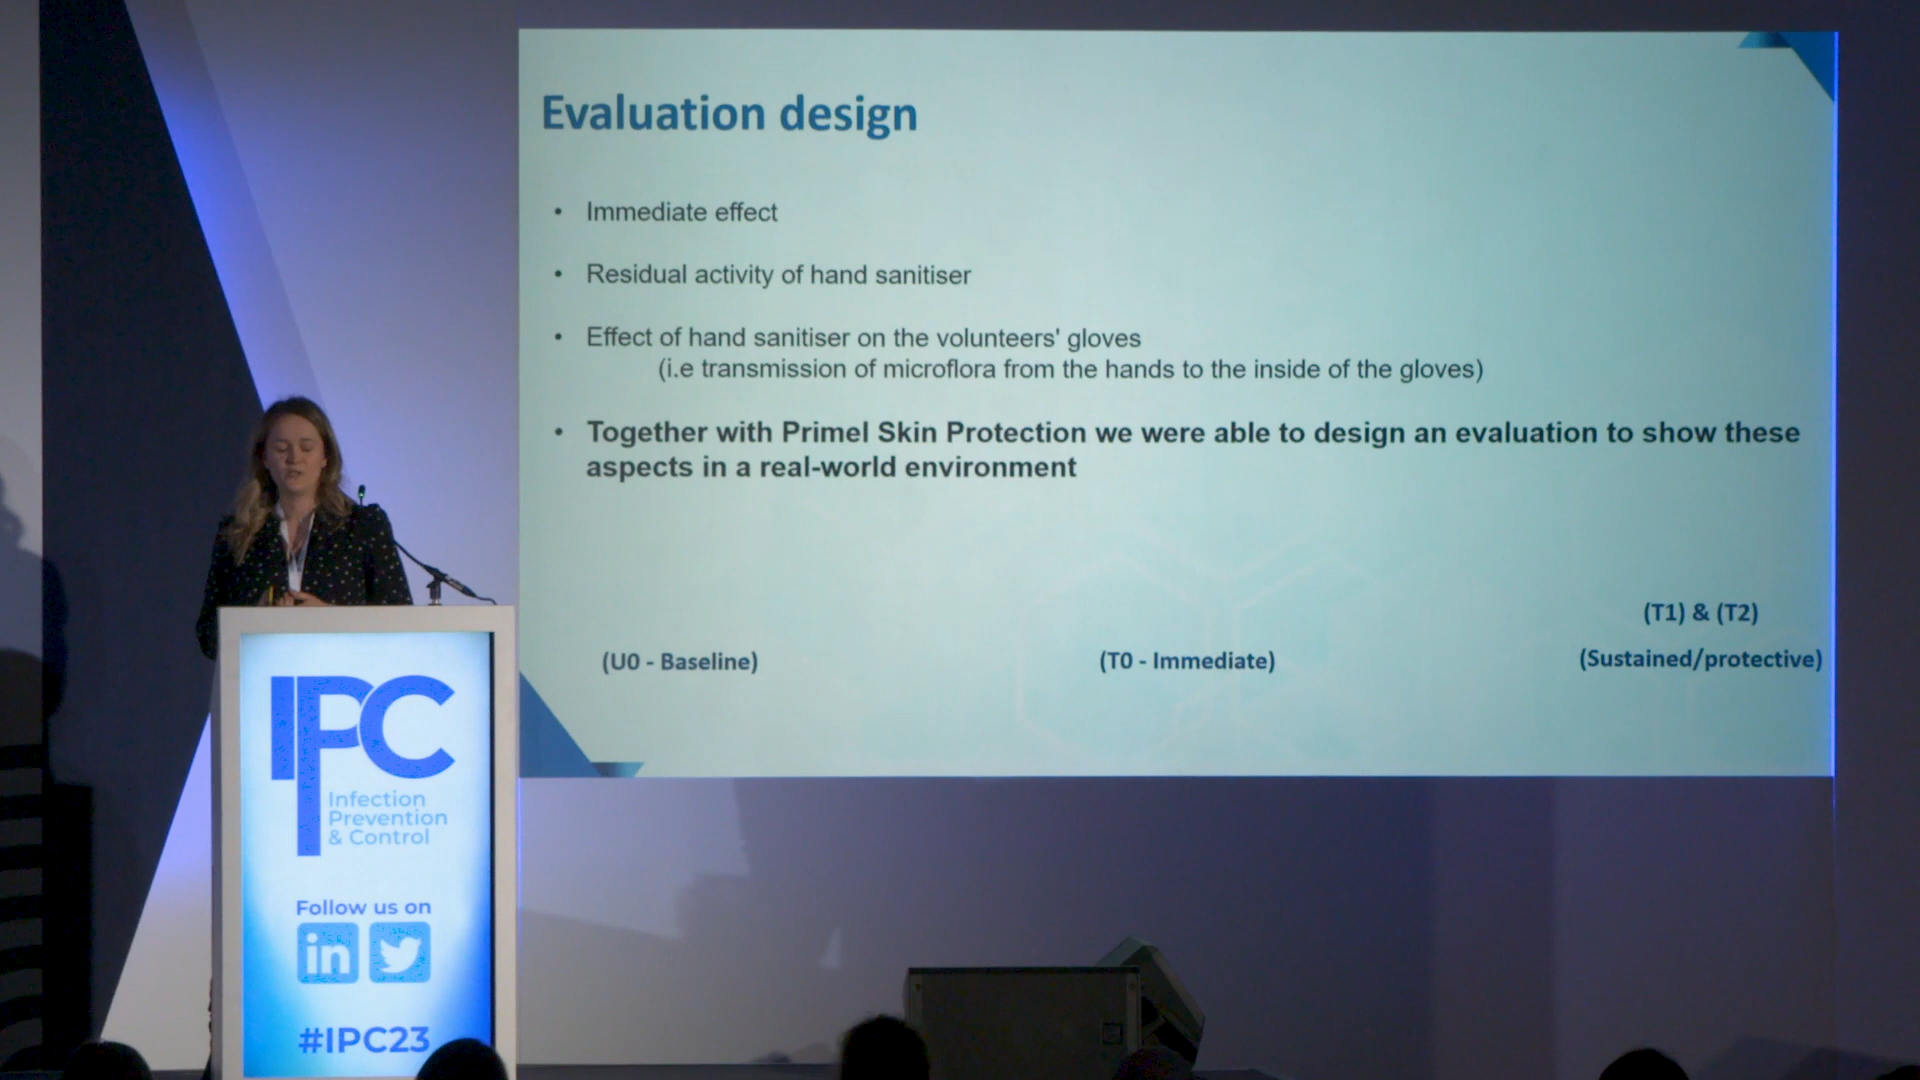 Evaluation design
• Immediate effect
• Residual activity of hand sanitiser
• Effect of hand sanitiser on the volunteers' gloves
(i.e transmission of microflora from the hands to the inside of the gloves)
• Together with Primel Skin Protection we were able to design an evaluation to show these
aspects in a real-world environment
(T1) & (T2)
(U0 - Baseline)
(T0 - Immediate)
(Sustained/protective)
IPC
Infection
Prevention
& Control
Follow us on
in
#IPC23